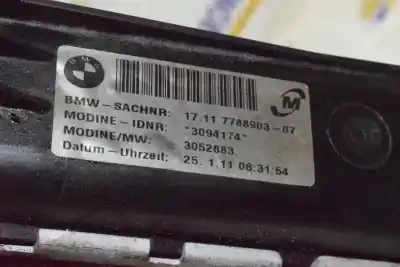 BMW
BMW-SACHNR: 17.11 7788903-07
MODINE-IDNR: *3094174*
MODINE/MW: 3052883
Datum-Uhrzeit: 25. 1.11 08:31:54